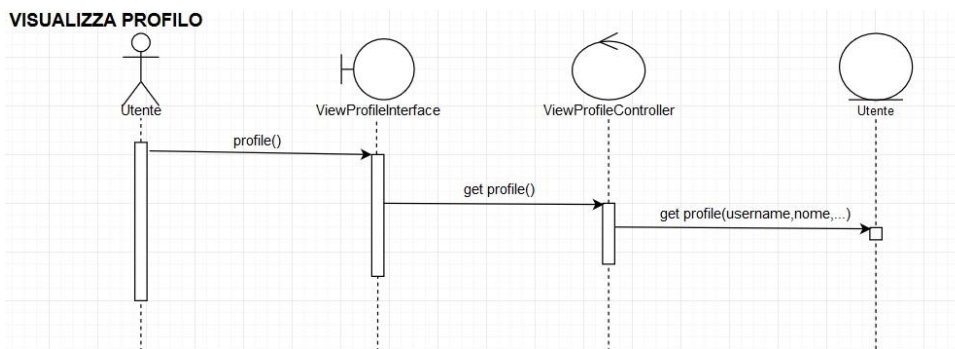 VISUALIZZA PROFILO
Utente
ViewProfileInterface
ViewProfileController
Utente
profile()
get profile()
get profile(username,nome,...)